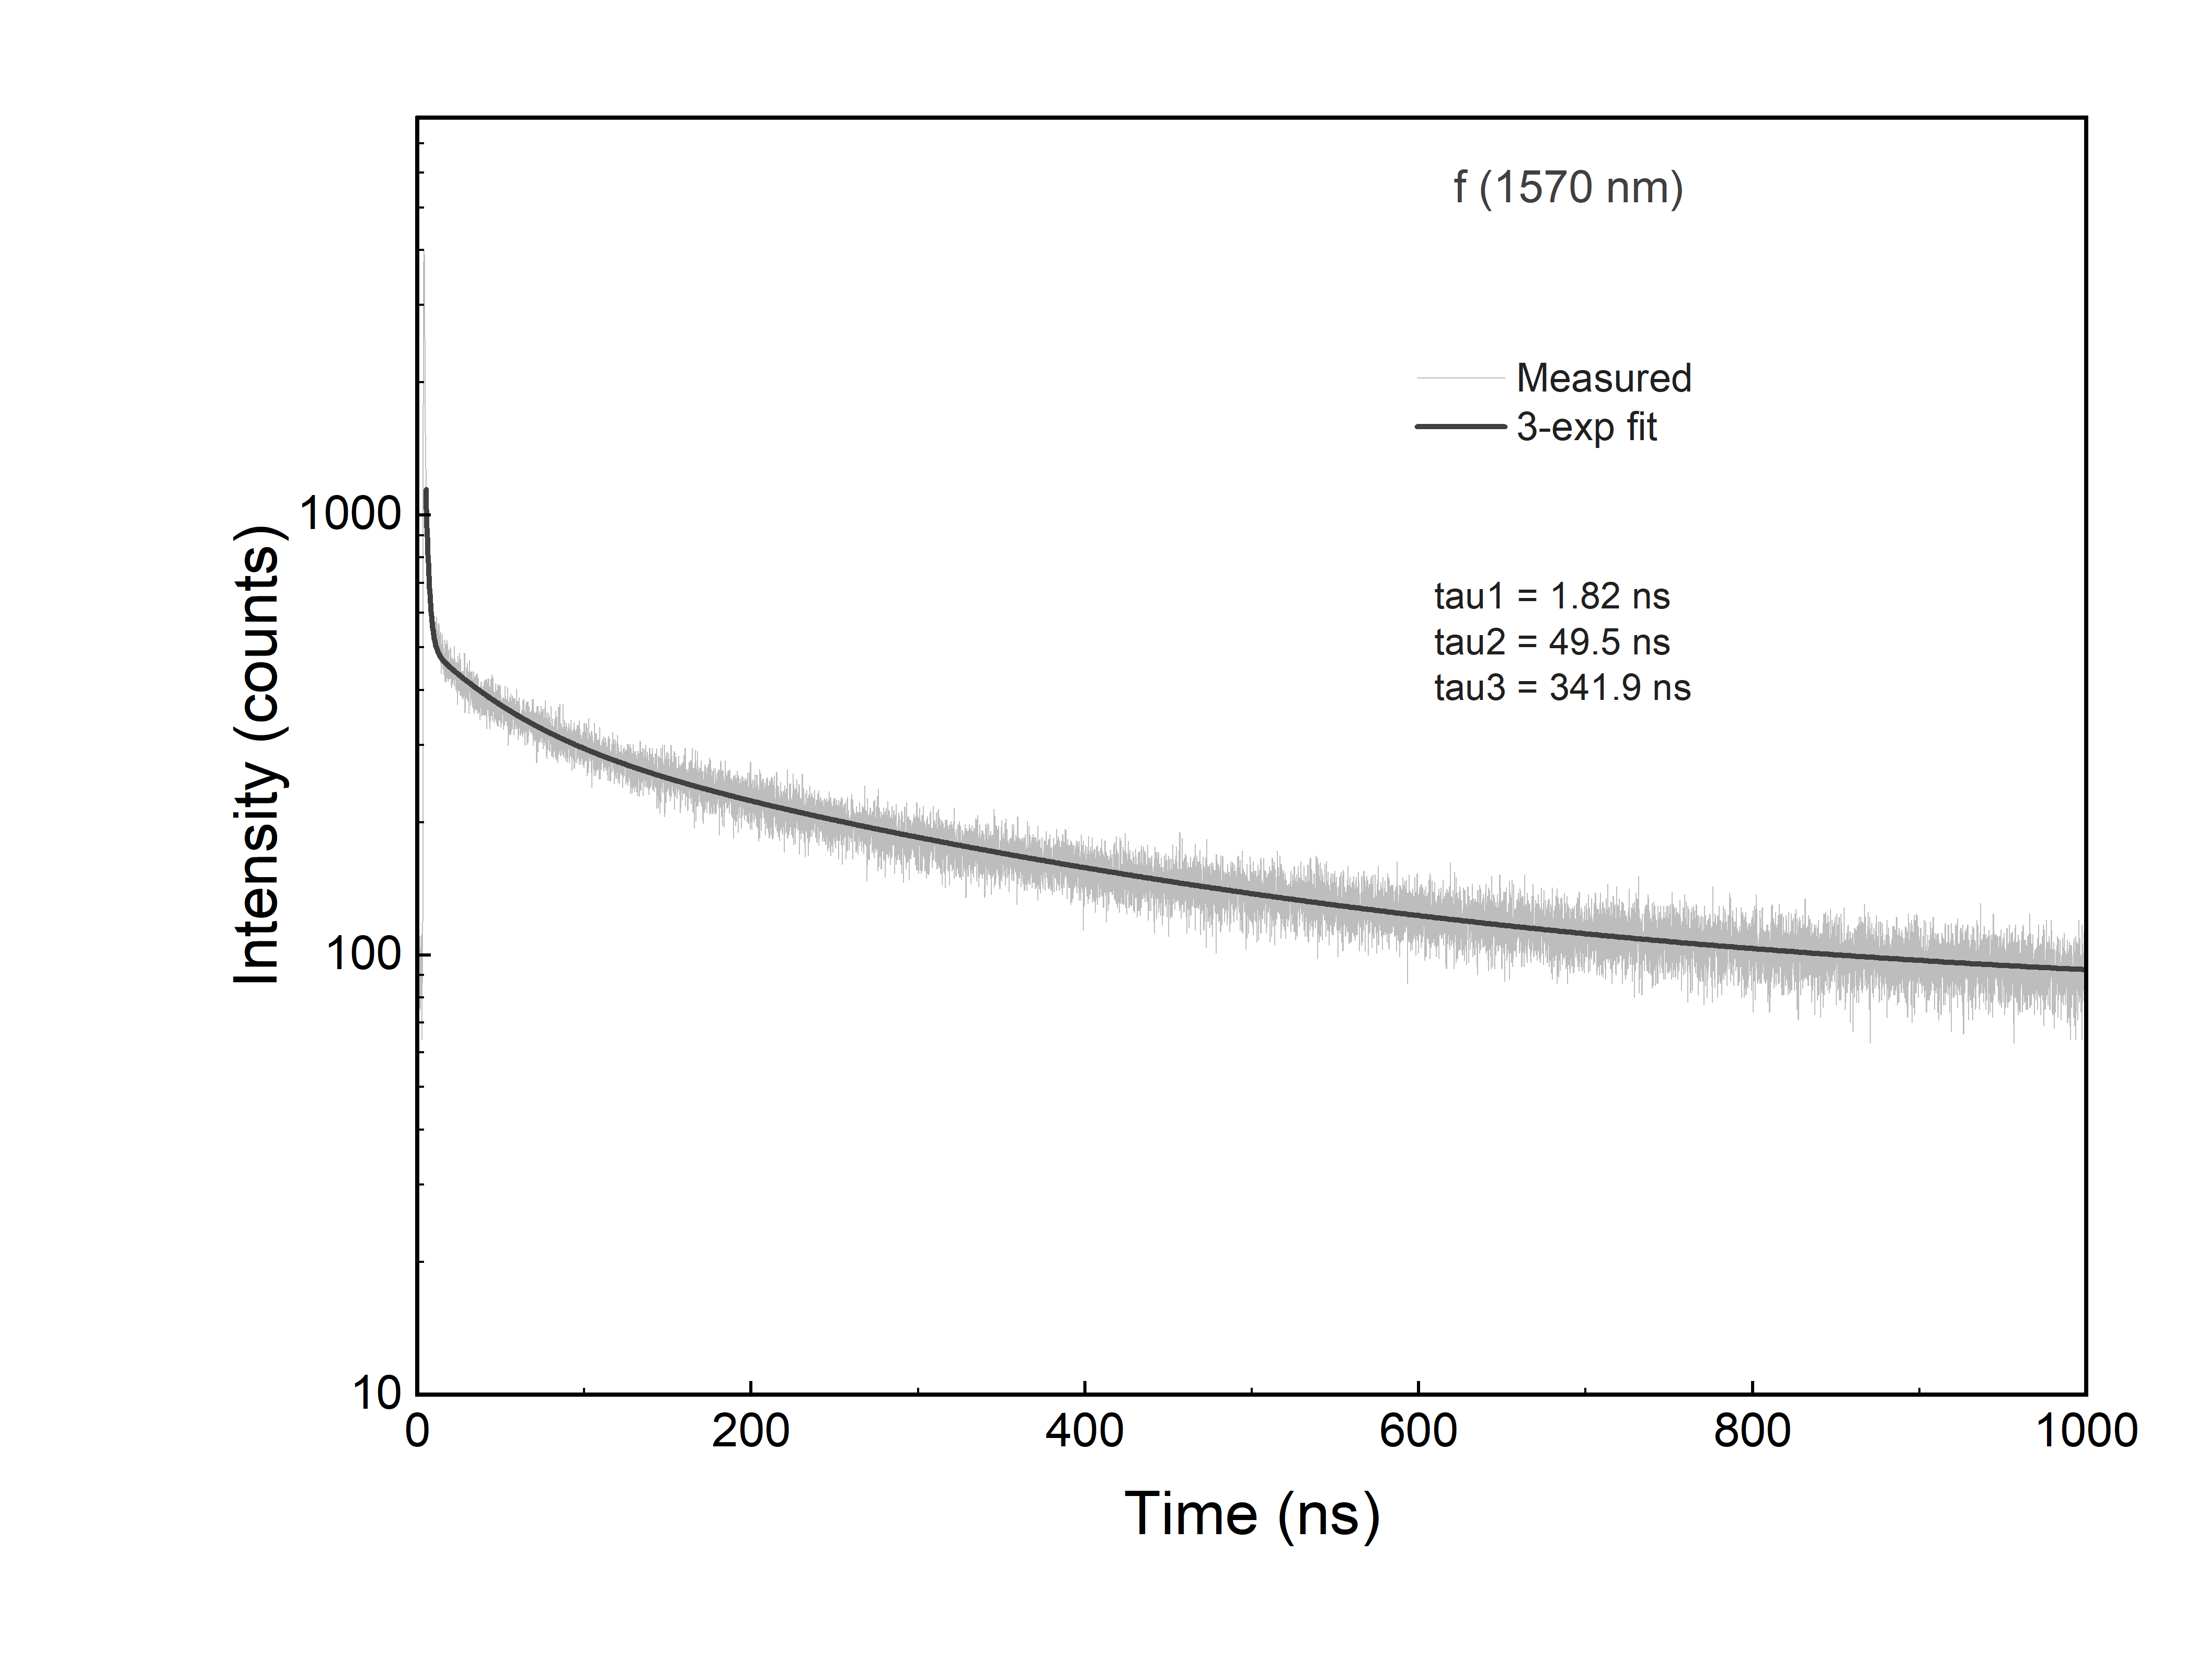 f (1570 nm)
Measured
3-exp fit
tau1 = 1.82 ns
tau2 = 49.5 ns
tau3 = 341.9 ns
Intensity (counts)
1000
100
10
0 200 400 600 800 1000
Time (ns)